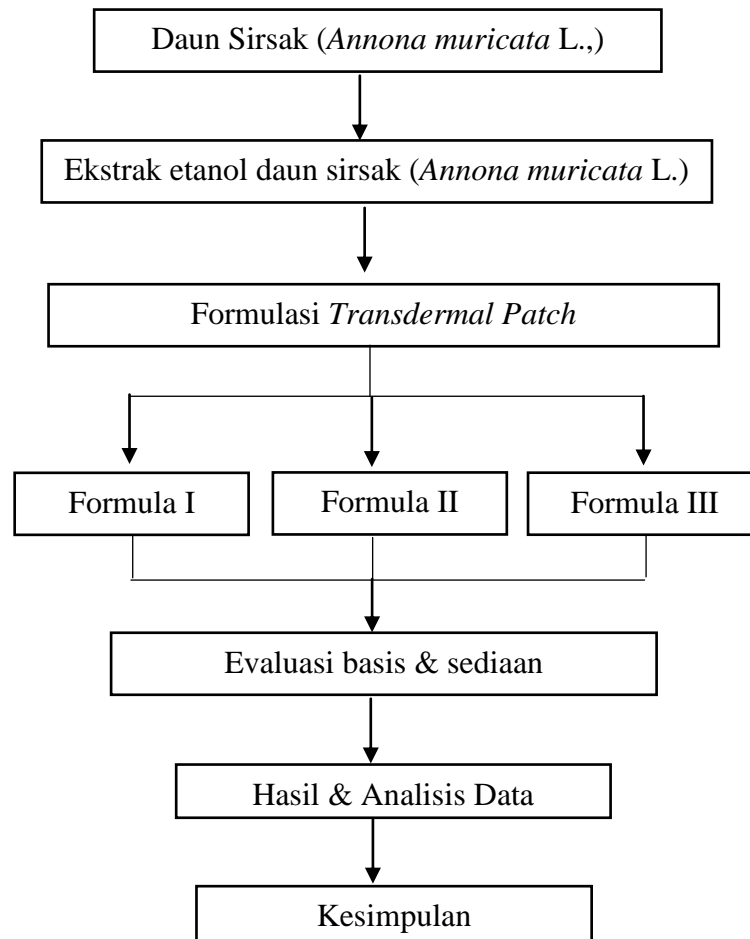 Daun Sirsak (Annona muricata L.,)
Ekstrak etanol daun sirsak (Annona muricata L.)
Formulasi Transdermal Patch
Formula I
Formula II
Formula III
Evaluasi basis & sediaan
Hasil & Analisis Data
Kesimpulan